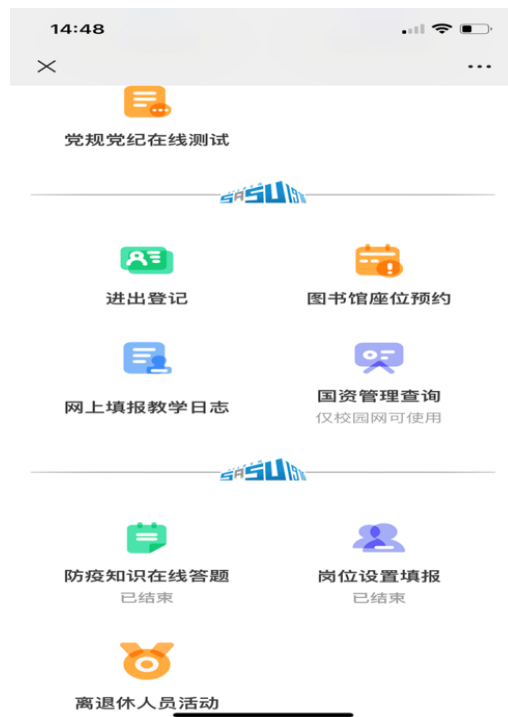 14:48
党规党纪在线测试
SASU
进出登记
图书馆座位预约
网上填报教学日志
国资管理查询
仅校园网可使用
SASU
防疫知识在线答题
已结束
岗位设置填报
已结束
离退休人员活动